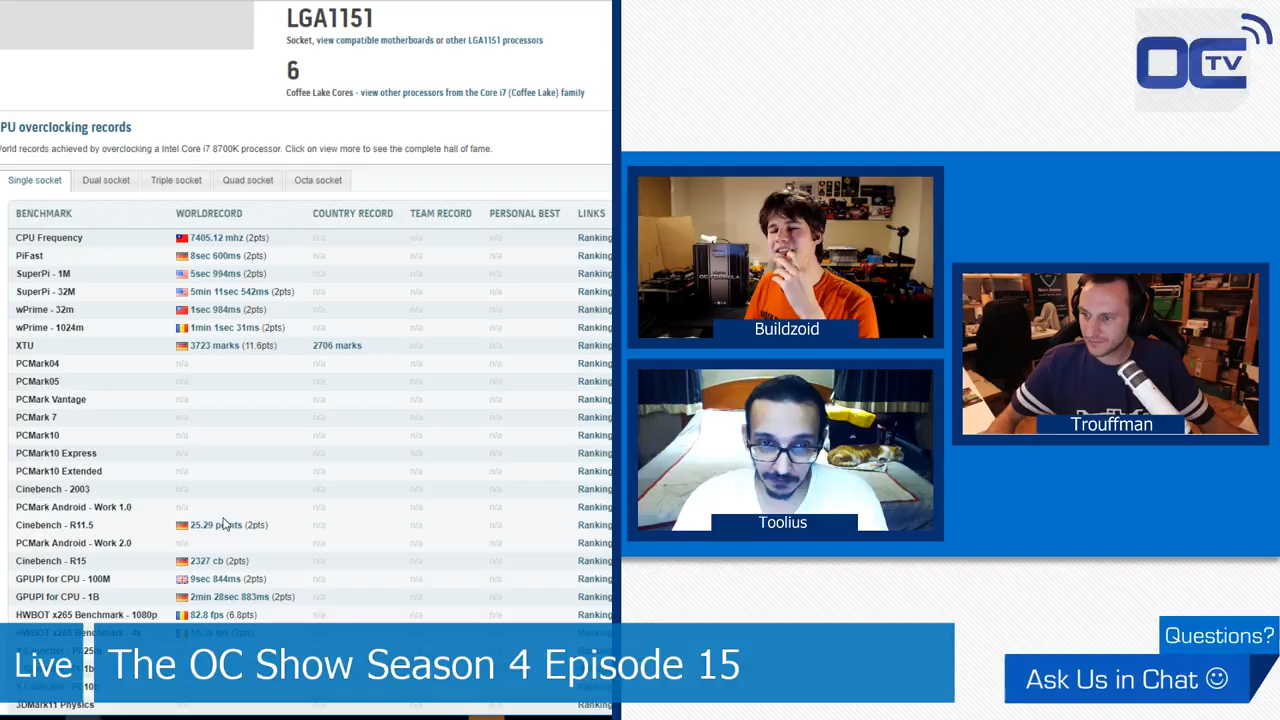 LGA1151
Socket, view compatible motherboards or other LGA1151 processors
6
Coffee Lake Cores - view other processors from the Core i7 (Coffee Lake) family
PU overclocking records
orld records achieved by overclocking a Intel Core i7 8700K processor. Click on view more to see the complete hall of fame.
Single socket Dual socket Triple socket Quad socket Octa socket
BENCHMARK WORLDRECORD COUNTRY RECORD TEAM RECORD PERSONAL BEST LINKS
CPU Frequency 7405.12 mhz (2pts) n/a n/a n/a Ranking
PiFast 8sec 600ms (2pts) n/a n/a n/a Ranking
SuperPi - 1M 5sec 994ms (2pts) n/a n/a n/a Ranking
SuperPi - 32M 5min 11sec 542ms (2pts) n/a n/a n/a Ranking
wPrime - 32m 1sec 984ms (2pts) n/a n/a n/a Ranking
wPrime - 1024m 1min 1sec 31ms (2pts) n/a n/a n/a Ranking
XTU 3723 marks (11.6pts) 2706 marks n/a n/a Ranking
PCMark04 n/a n/a n/a n/a Ranking
PCMark05 n/a n/a n/a n/a Ranking
PCMark Vantage n/a n/a n/a n/a Ranking
PCMark 7 n/a n/a n/a n/a Ranking
PCMark10 n/a n/a n/a n/a Ranking
PCMark10 Express n/a n/a n/a n/a Ranking
PCMark10 Extended n/a n/a n/a n/a Ranking
Cinebench - 2003 n/a n/a n/a n/a Ranking
PCMark Android - Work 1.0 n/a n/a n/a n/a Ranking
Cinebench - R11.5 25.29 points (2pts) n/a n/a n/a Ranking
PCMark Android - Work 2.0 n/a n/a n/a n/a Ranking
Cinebench - R15 2327 cb (2pts) n/a n/a n/a Ranking
GPUPI for CPU - 100M 9sec 844ms (2pts) n/a n/a n/a Ranking
GPUPI for CPU - 1B 2min 28sec 883ms (2pts) n/a n/a n/a Ranking
HWBOT x265 Benchmark - 1080p 82.8 fps (6.8pts) n/a n/a n/a Ranking
HWBOT x265 Benchmark - 4k
3DMark11 Physics
OC TV
OC FORMULA
Buildzoid
Trouffman
Toolius
Live The OC Show Season 4 Episode 15
Questions?
Ask Us in Chat ☺